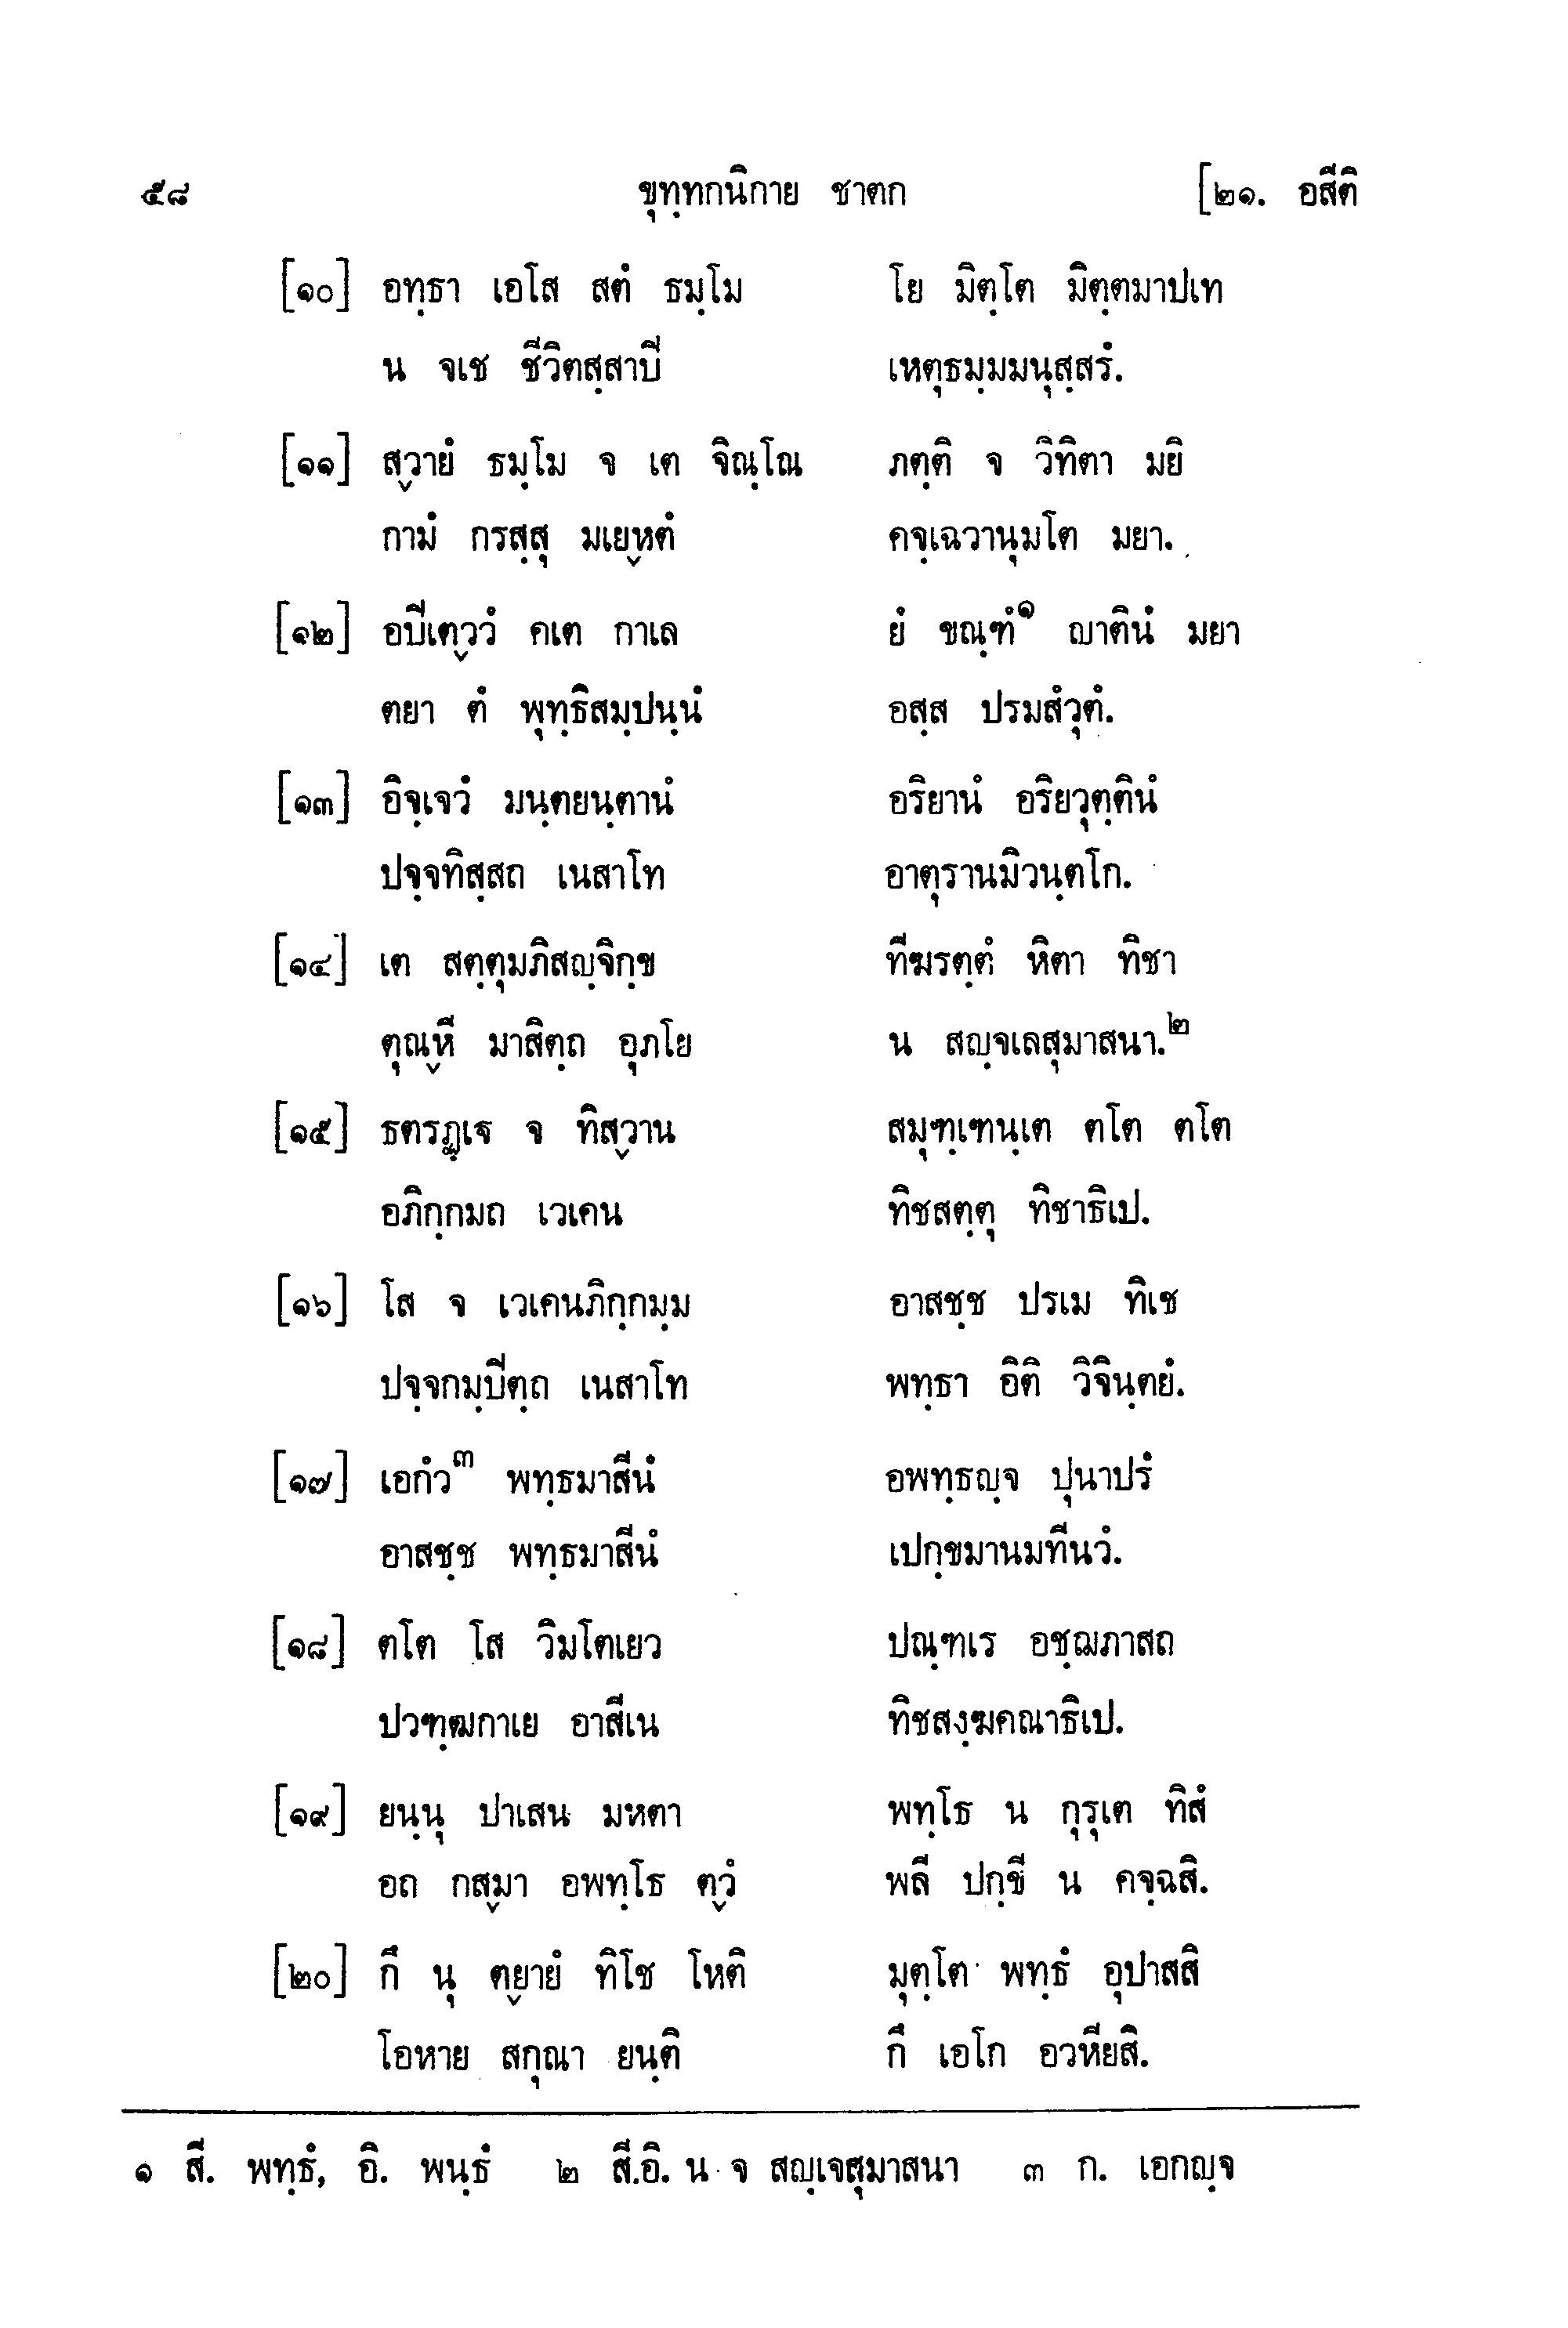 ๕๘ ขุทฺทกนิกาย ชาตก [๒๑. อสีติ
[๑๐] อทฺธา เอโส สตํ ธมฺโม โย มิตฺโต มิตฺตมาปเท
น จเช ชีวิตสฺสาปี เหตุธมฺมมนุสฺสรํ.
[๑๑] สฺวายํ ธมฺโม จ เต จิณฺโณ ภตฺติ จ วิทิตา มยิ
กามํ กรสฺสุ มเยฺหตํ คจฺเฉวานุมโต มยา.
[๑๒] อปีเตฺววํ คเต กาเล ยํ ขณฺฑํ๑ ญาตินํ มยา
ตยา ตํ พุทฺธิสมฺปนฺนํ อสฺส ปรมสํวุตํ.
[๑๓] อิจฺเจวํ มนฺตยนฺตานํ อริยานํ อริยวุตฺตินํ
ปจฺจทิสฺสถ เนสาโท อาตุรานมิวนฺตโก.
[๑๔] เต สตฺตุมภิสญฺจิกฺข ทีฆรตฺตํ หิตา ทิชา
ตุณฺหี มาสิตฺถ อุภโย น สญฺจเลสุมาสนา.๒
[๑๕] ธตรฏฺเฐ จ ทิสฺวาน สมุฑฺเฑนฺเต ตโต ตโต
อภิกฺกมถ เวเคน ทิชสตฺตุ ทิชาธิเป.
[๑๖] โส จ เวเคนภิกฺกมฺม อาสชฺช ปรเม ทิเช
ปจฺจกมฺปีตฺถ เนสาโท พทฺธา อิติ วิจินฺตยํ.
[๑๗] เอกํว๓ พทฺธมาสีนํ อพทฺธญฺจ ปุนาปรํ
อาสชฺช พทฺธมาสีนํ เปกฺขมานมทีนวํ.
[๑๘] ตโต โส วิมโตเยว ปณฺฑเร อชฺฌภาสถ
ปวฑฺฒกาเย อาสีเน ทิชสงฺฆคณาธิเป.
[๑๙] ยนฺนุ ปาเสน มหตา พทฺโธ น กุรุเต ทิสํ
อถ กสฺมา อพทฺโธ ตฺวํ พลี ปกฺขี น คจฺฉสิ.
[๒๐] กึ นุ ตฺยายํ ทิโช โหติ มุตฺโต พทฺธํ อุปาสสิ
โอหาย สกุณา ยนฺติ กึ เอโก อวหียสิ.
๑ สี. พทฺธํ, อิ. พนฺธํ ๒ สี.อิ. น จ สญฺเจสุมาสนา ๓ ก. เอกญฺจ